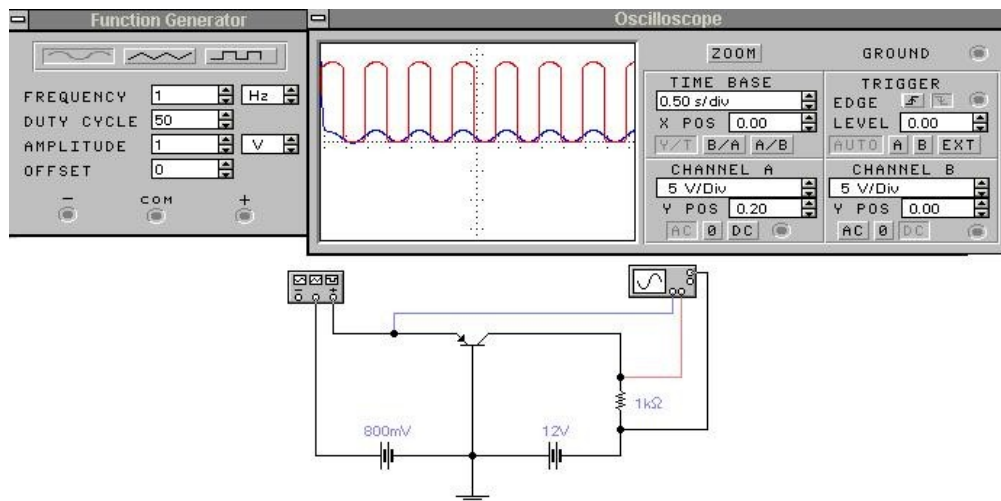 Function Generator
FREQUENCY 1 Hz
DUTY CYCLE 50
AMPLITUDE 1 V
OFFSET 0
− COM +
Oscilloscope
ZOOM GROUND
TIME BASE
0.50 s/div
X POS 0.00
Y/T B/A A/B
TRIGGER
EDGE
LEVEL 0.00
AUTO A B EXT
CHANNEL A
5 V/Div
Y POS 0.20
AC 0 DC
CHANNEL B
5 V/Div
Y POS 0.00
AC 0 DC
− +
1kΩ
800mV 12V